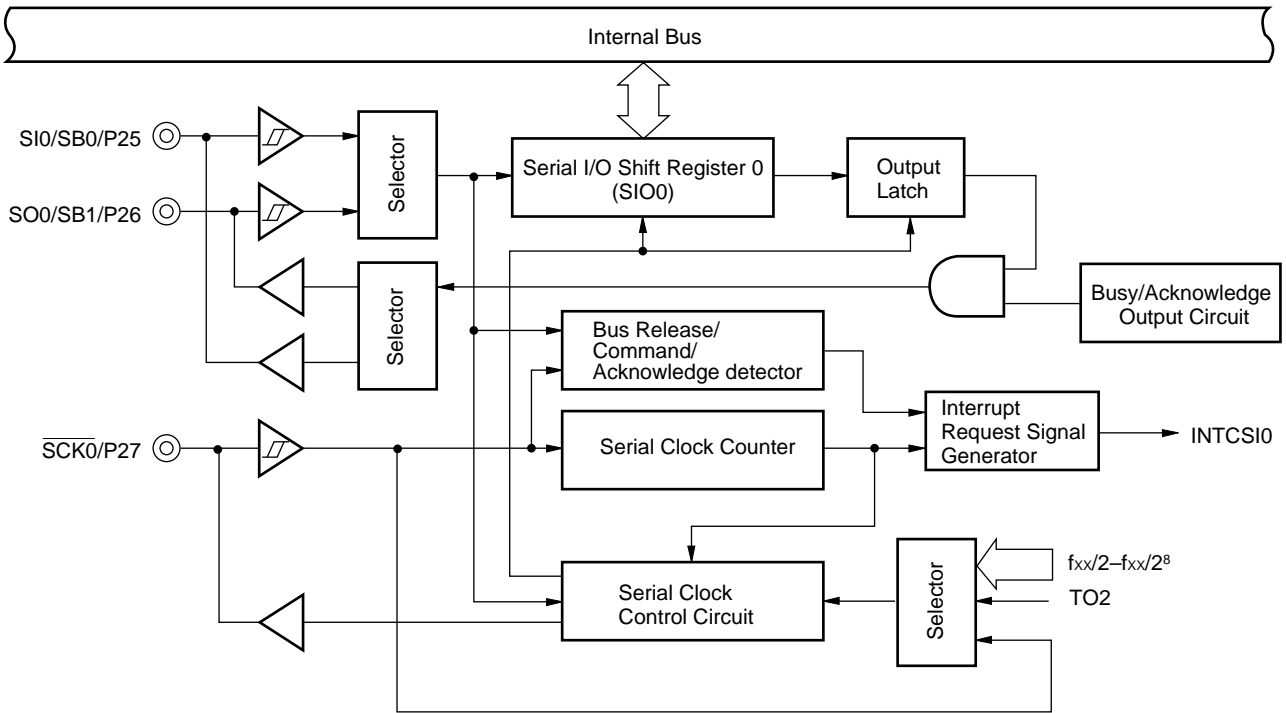 Internal Bus
SI0/SB0/P25
Selector
Serial I/O Shift Register 0
(SIO0)
Output
Latch
SO0/SB1/P26
Selector
Busy/Acknowledge
Output Circuit
Bus Release/
Command/
Acknowledge detector
Interrupt
Request Signal
Generator
INTCSI0
SCK0/P27
Serial Clock Counter
Serial Clock
Control Circuit
Selector
fxx/2–fxx/2⁸
TO2